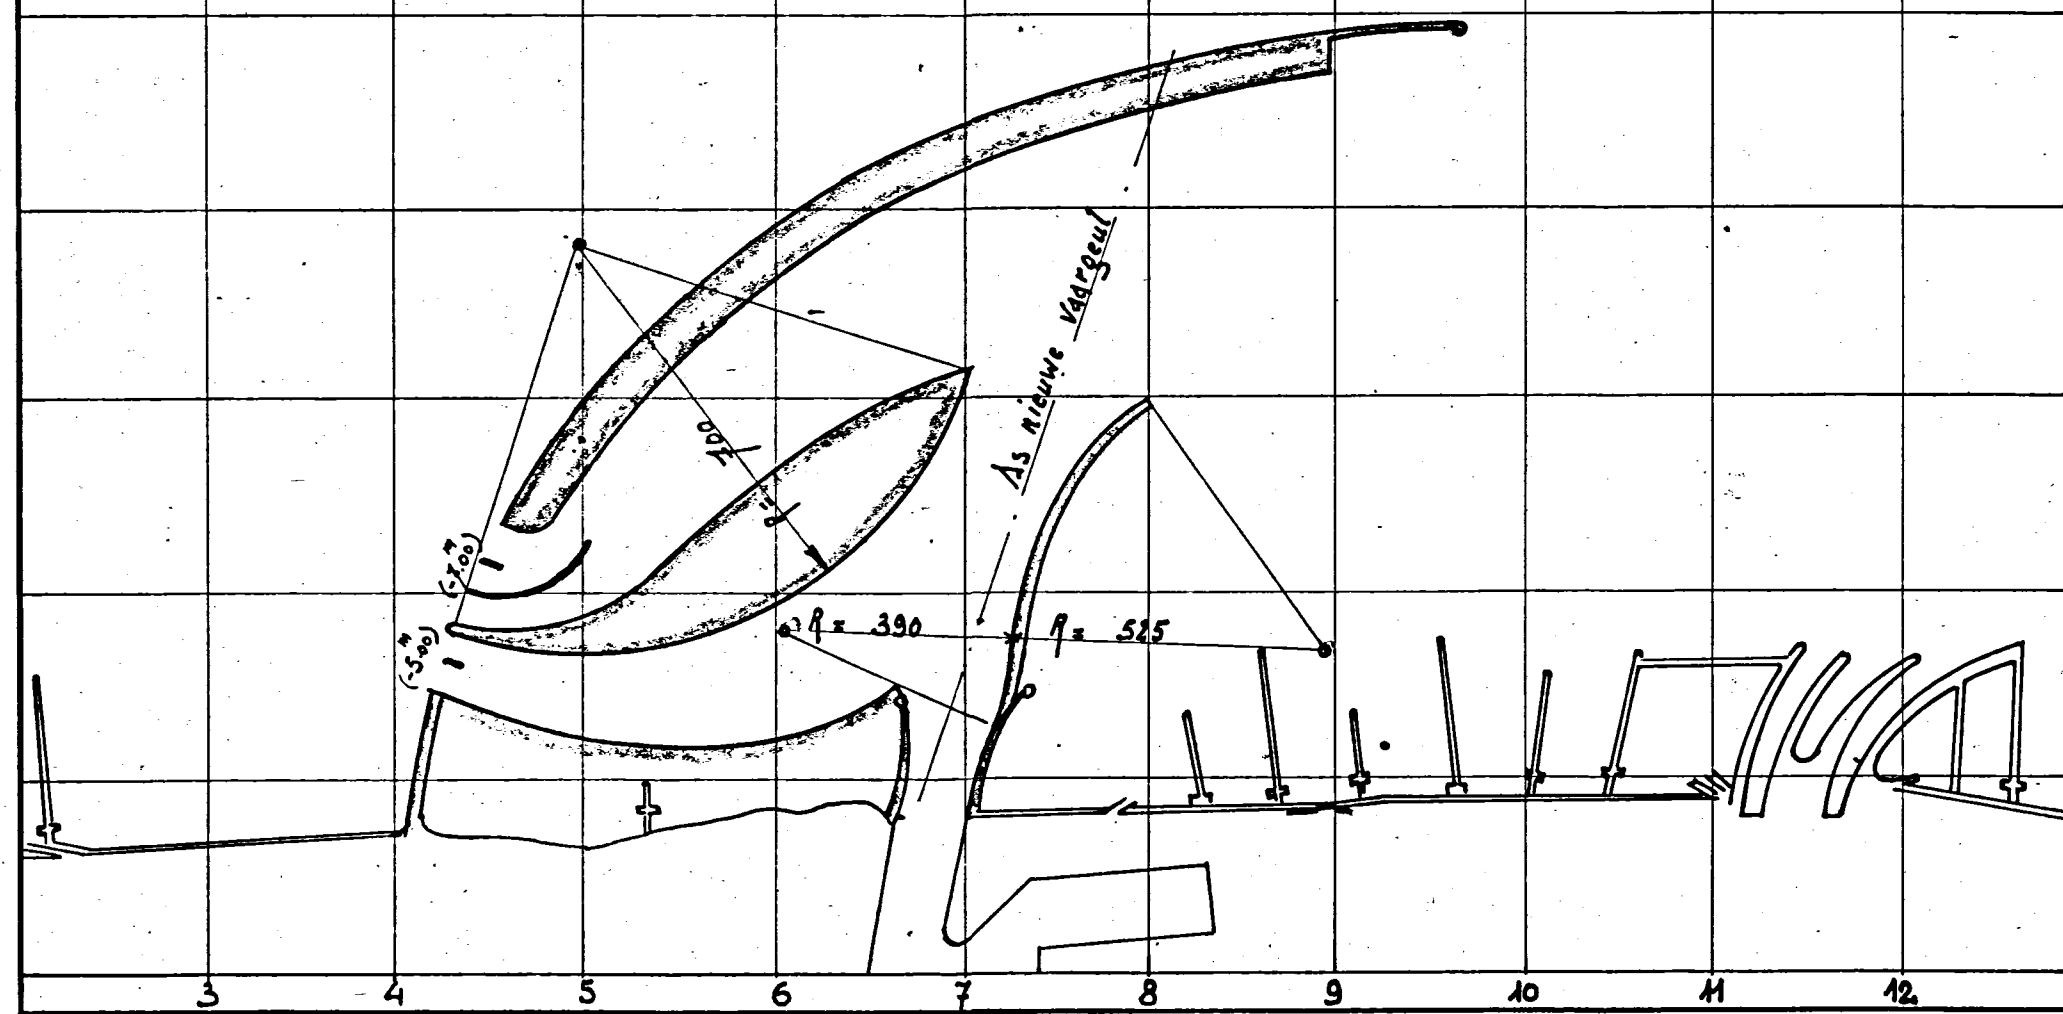 As nieuwe vaargeul
300
(-7.00)
m
(-5.00)
m
R = 390
R = 525
3 4 5 6 7 8 9 10 11 12